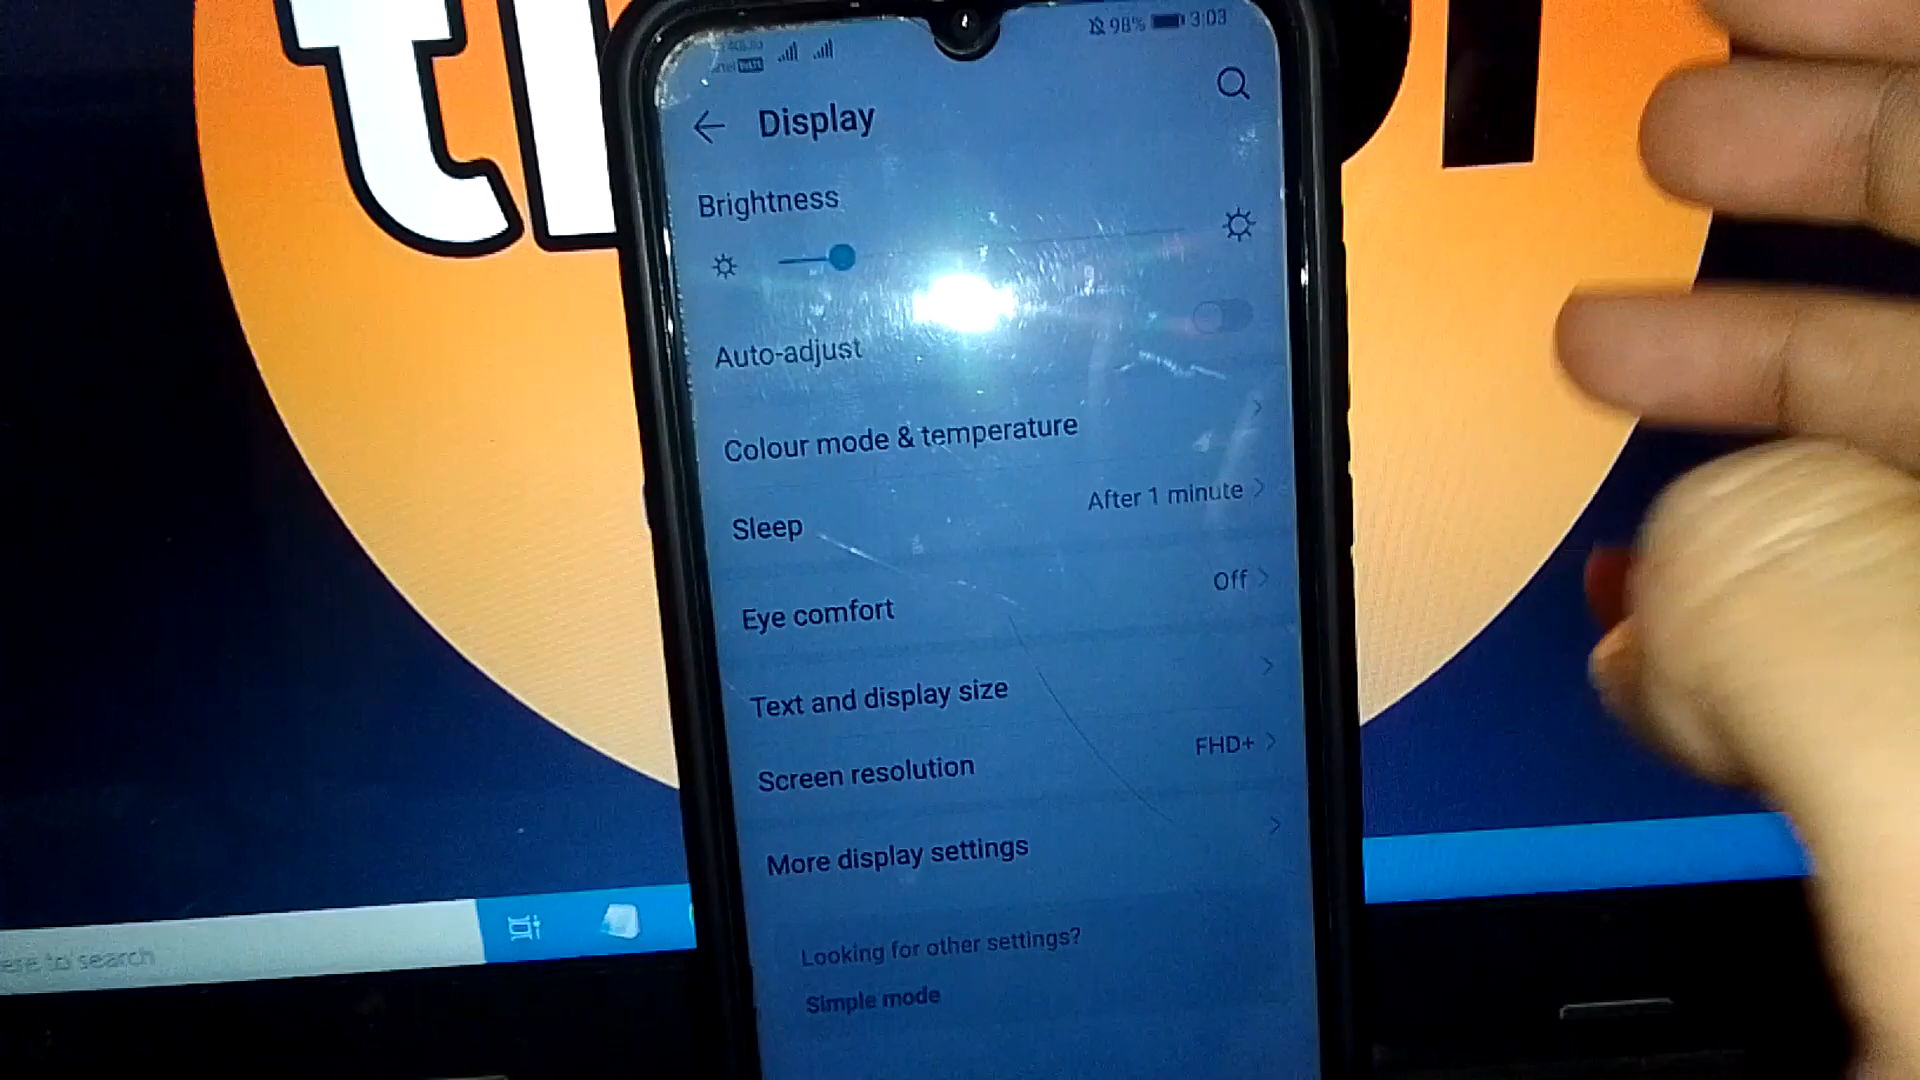 98% 3:03
Display
Brightness
Auto-adjust
Colour mode & temperature
Sleep After 1 minute
Eye comfort Off
Text and display size
Screen resolution FHD+
More display settings
Looking for other settings?
Simple mode
to search